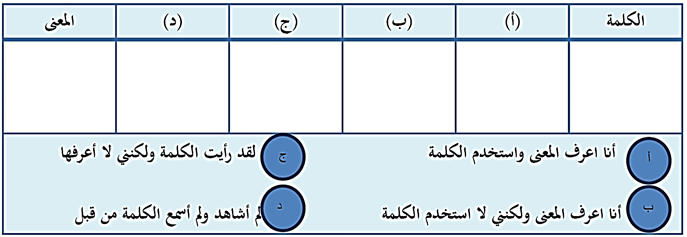 الكلمة (أ) (ب) (ج) (د) المعنى
أ أنا اعرف المعنى واستخدم الكلمة ج لقد رأيت الكلمة ولكنني لا أعرفها
ب أنا اعرف المعنى ولكنني لا استخدم الكلمة د لم أشاهد ولم أسمع الكلمة من قبل